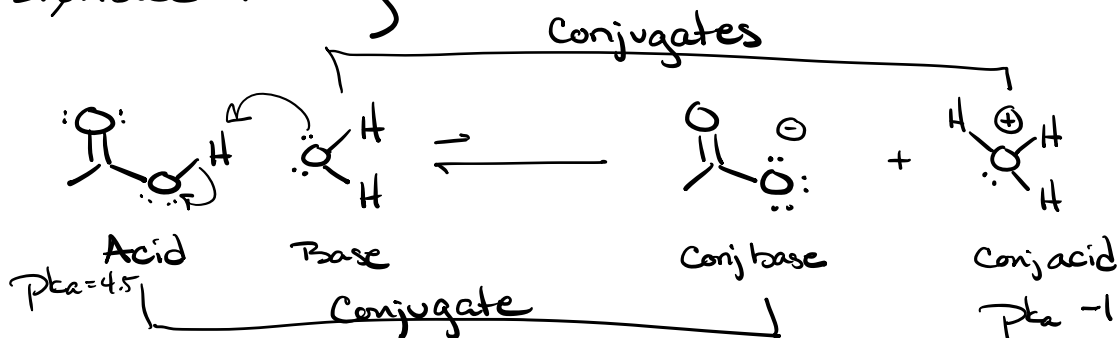 Conjugates
:O: H H O H ⊖ H ⊕ H
O O H O: + O H
Acid Base Conj base Conj acid
pka=4.5 Conjugate pka -1